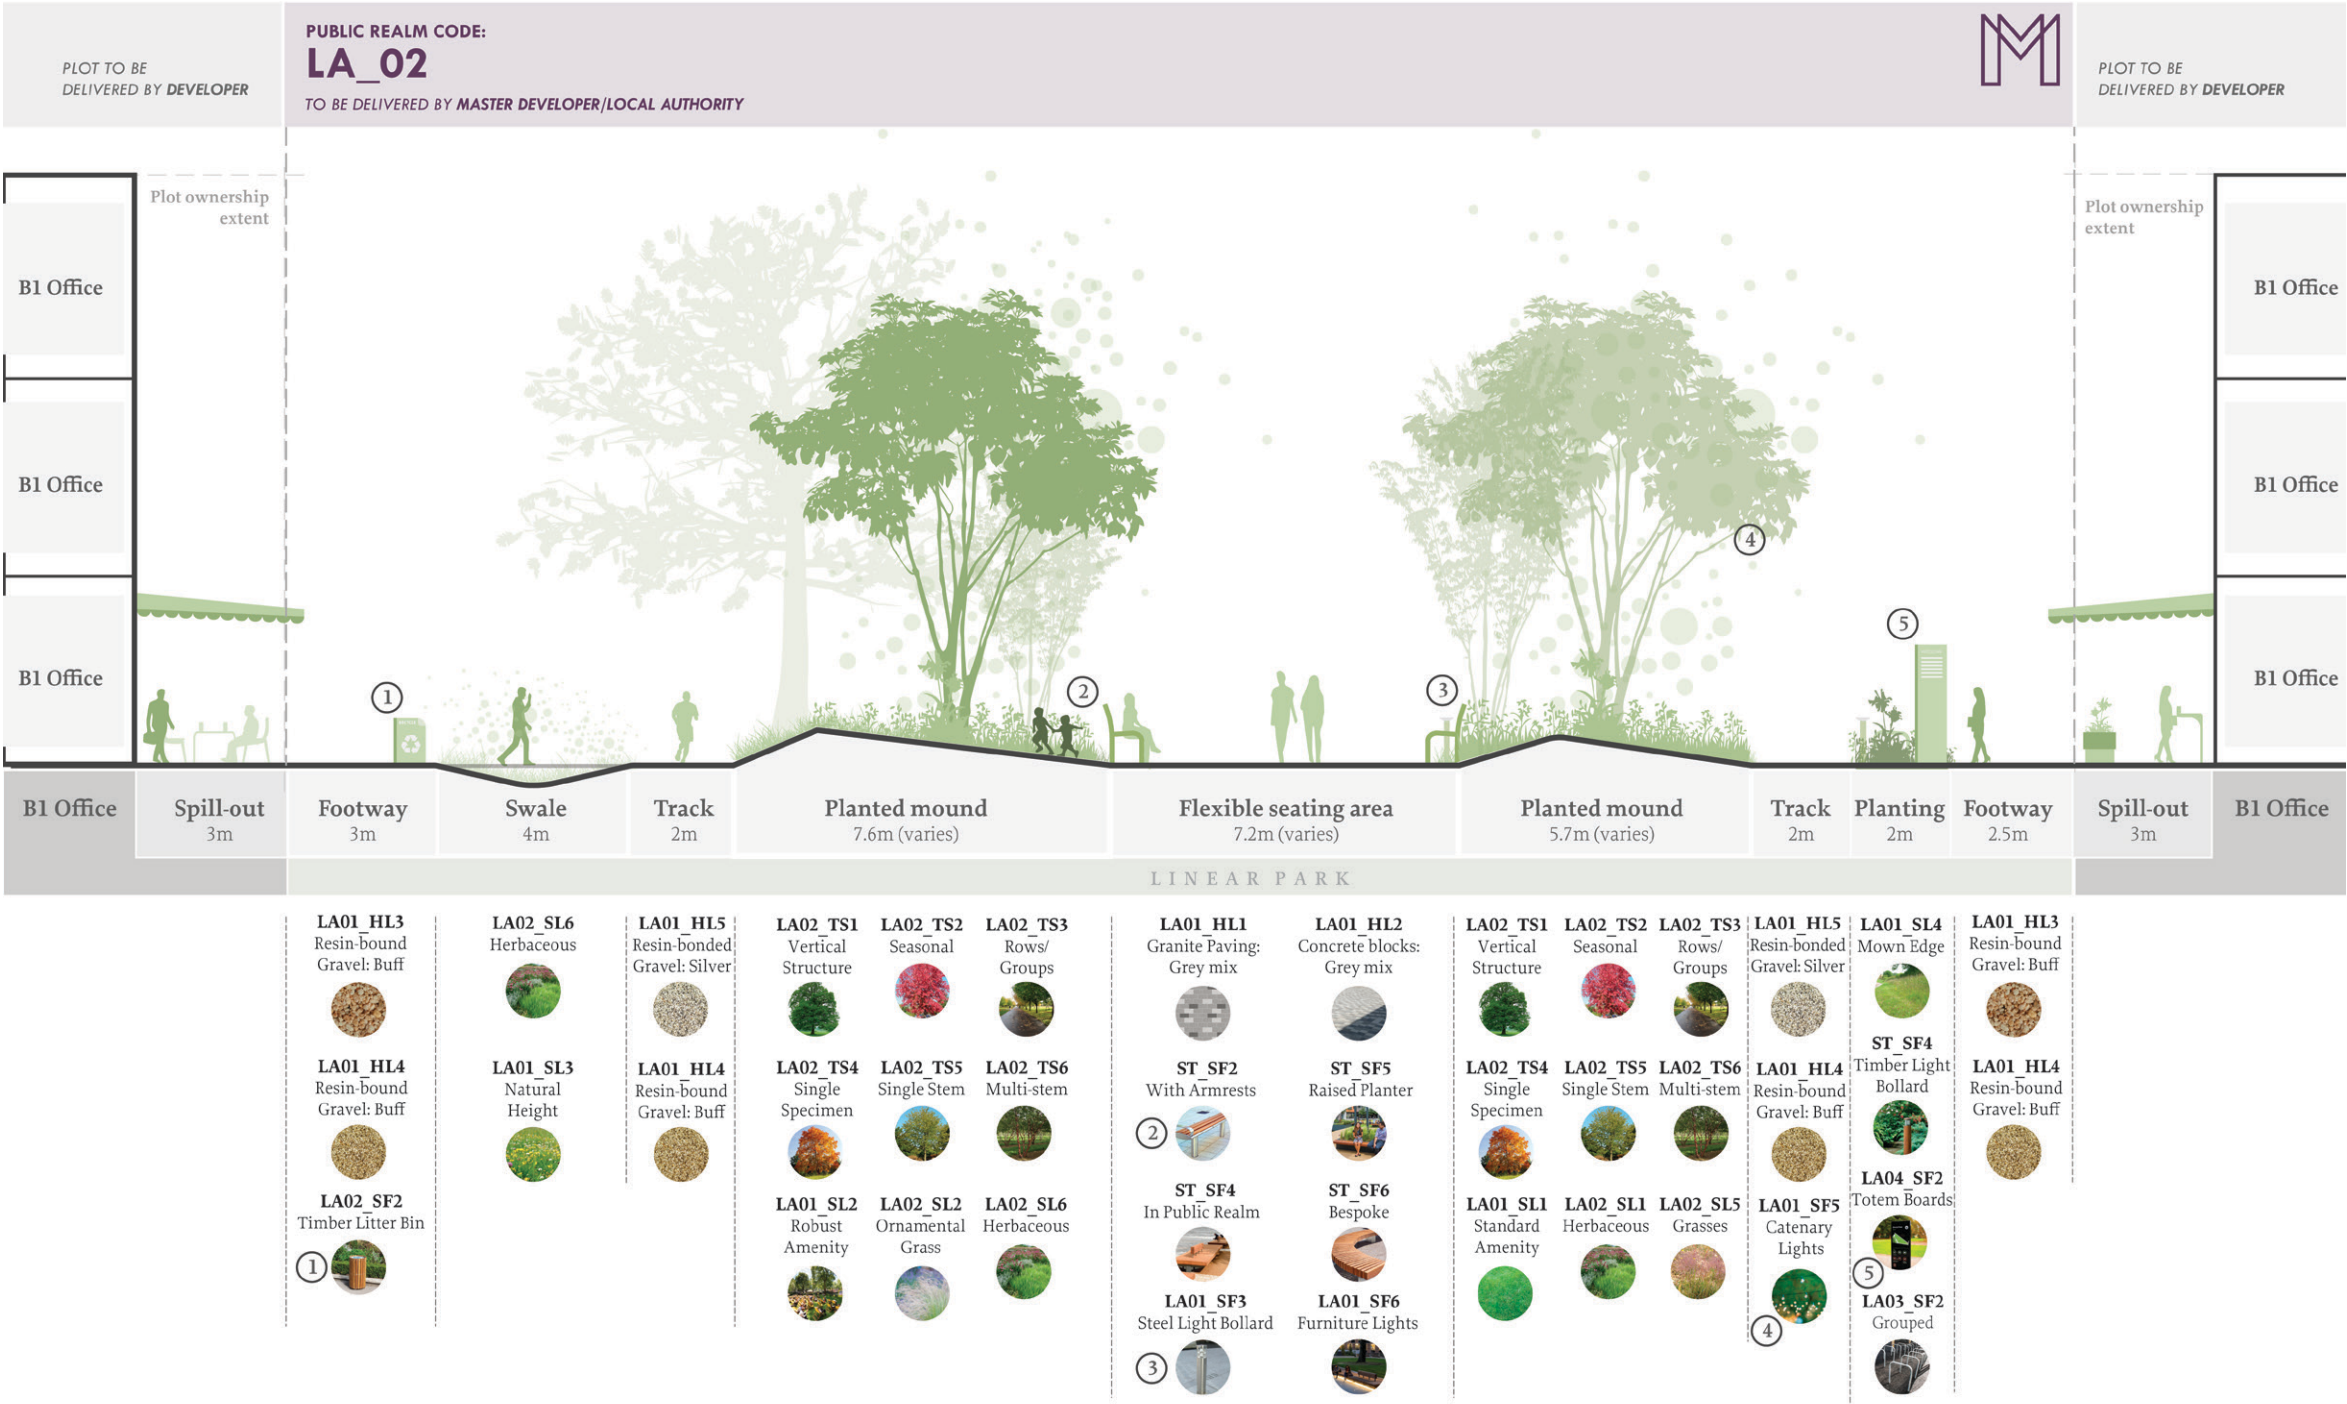 PLOT TO BE
DELIVERED BY DEVELOPER
PUBLIC REALM CODE:
LA_02
TO BE DELIVERED BY MASTER DEVELOPER/LOCAL AUTHORITY
PLOT TO BE
DELIVERED BY DEVELOPER
Plot ownership
extent
Plot ownership
extent
B1 Office
B1 Office
B1 Office
B1 Office
B1 Office
B1 Office
1
2
3
4
5
B1 Office
Spill-out
3m
Footway
3m
Swale
4m
Track
2m
Planted mound
7.6m (varies)
Flexible seating area
7.2m (varies)
Planted mound
5.7m (varies)
Track
2m
Planting
2m
Footway
2.5m
Spill-out
3m
B1 Office
LINEAR PARK
LA01_HL3
Resin-bound
Gravel: Buff
LA01_HL4
Resin-bound
Gravel: Buff
LA02_SF2
Timber Litter Bin
1
LA02_SL6
Herbaceous
LA01_SL3
Natural
Height
LA01_HL5
Resin-bonded
Gravel: Silver
LA01_HL4
Resin-bound
Gravel: Buff
LA02_TS1
Vertical
Structure
LA02_TS2
Seasonal
LA02_TS3
Rows/
Groups
LA02_TS4
Single
Specimen
LA02_TS5
Single Stem
LA02_TS6
Multi-stem
LA01_SL2
Robust
Amenity
LA02_SL2
Ornamental
Grass
LA02_SL6
Herbaceous
LA01_HL1
Granite Paving:
Grey mix
LA01_HL2
Concrete blocks:
Grey mix
ST_SF2
With Armrests
2
ST_SF5
Raised Planter
ST_SF4
In Public Realm
ST_SF6
Bespoke
LA01_SF3
Steel Light Bollard
3
LA01_SF6
Furniture Lights
LA02_TS1
Vertical
Structure
LA02_TS2
Seasonal
LA02_TS3
Rows/
Groups
LA02_TS4
Single
Specimen
LA02_TS5
Single Stem
LA02_TS6
Multi-stem
LA01_SL1
Standard
Amenity
LA02_SL1
Herbaceous
LA02_SL5
Grasses
LA01_HL5
Resin-bonded
Gravel: Silver
LA01_HL4
Resin-bound
Gravel: Buff
LA01_SF5
Catenary
Lights
4
LA01_SL4
Mown Edge
ST_SF4
Timber Light
Bollard
LA04_SF2
Totem Boards
5
LA03_SF2
Grouped
LA01_HL3
Resin-bound
Gravel: Buff
LA01_HL4
Resin-bound
Gravel: Buff